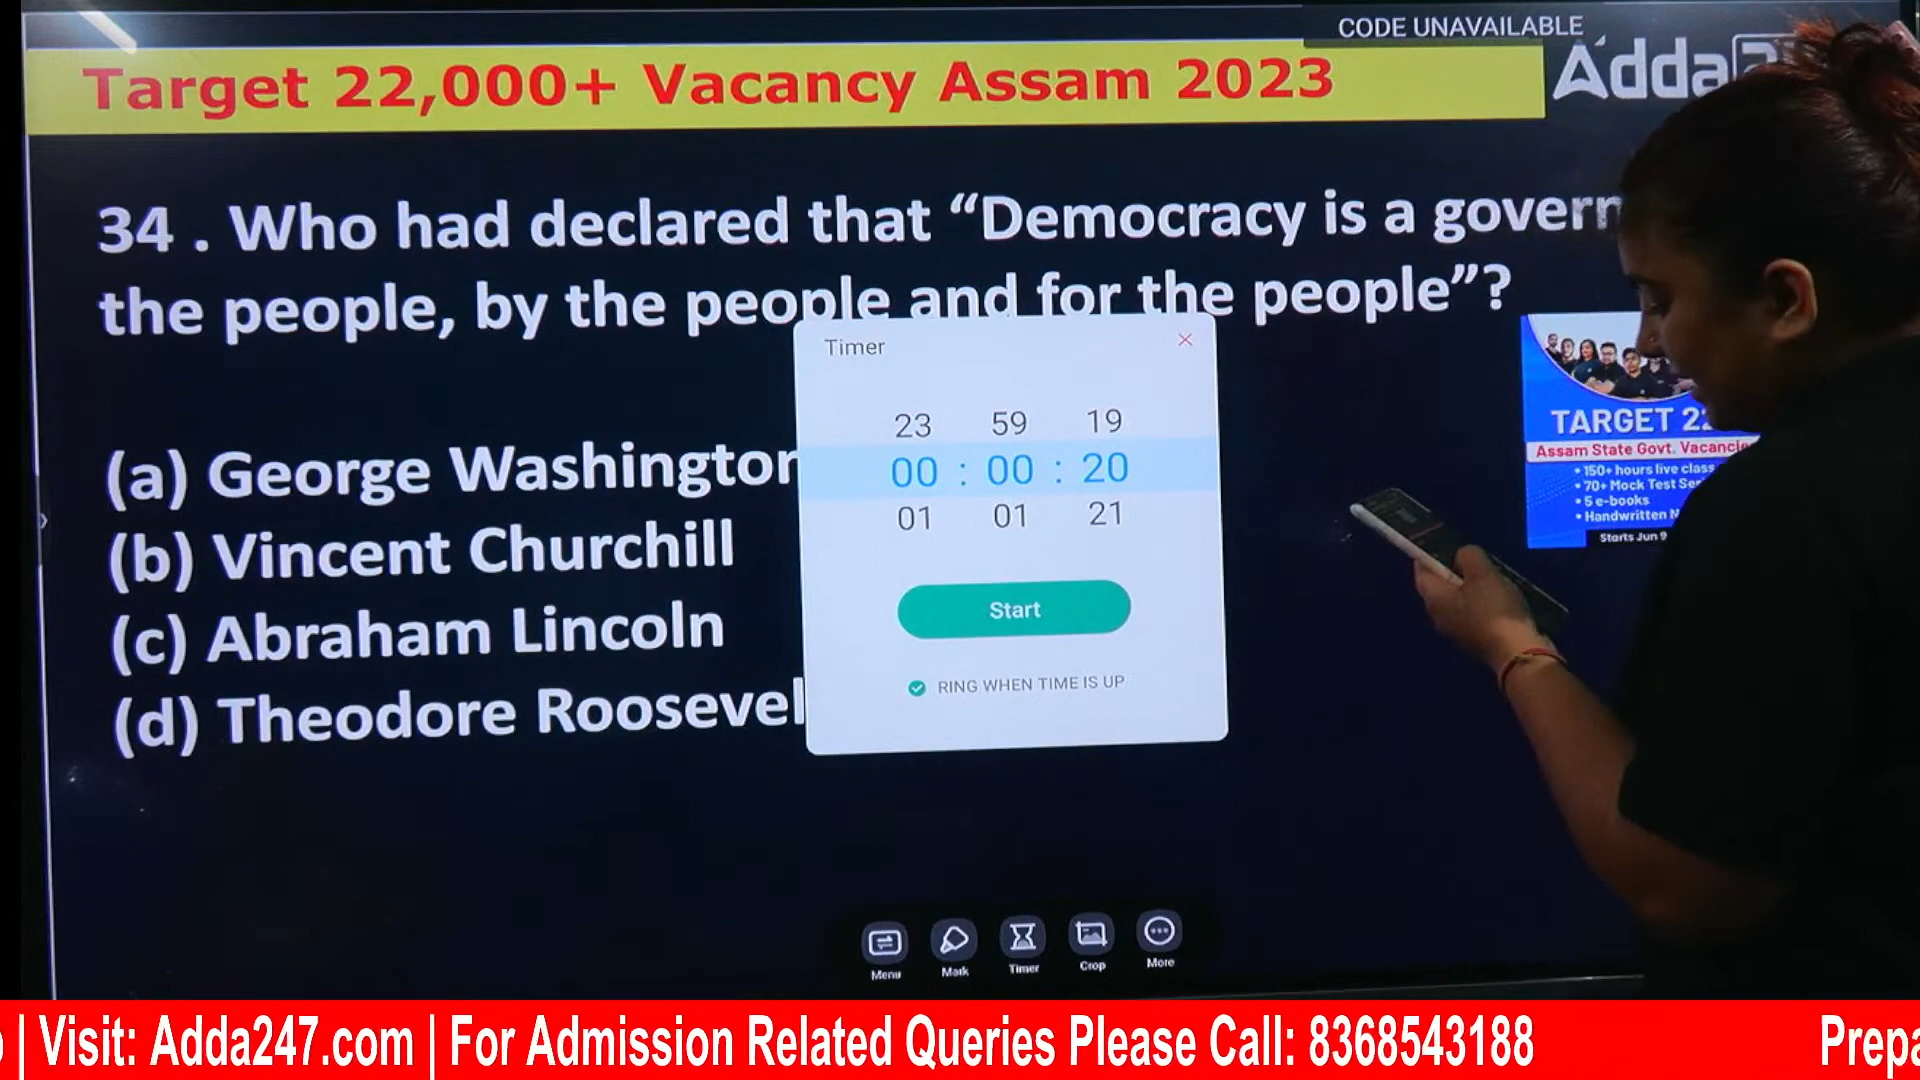 CODE UNAVAILABLE
Target 22,000+ Vacancy Assam 2023
Adda
34 . Who had declared that “Democracy is a govern
the people, by the people and for the people”?
(a) George Washington
(b) Vincent Churchill
(c) Abraham Lincoln
(d) Theodore Roosevel
Timer
23 59 19
00 : 00 : 20
01 01 21
Start
RING WHEN TIME IS UP
TARGET 22
Assam State Govt. Vacancie
• 150+ hours live class
• 70+ Mock Test Ser
• 5 e-books
• Handwritten N
Starts Jun 9
Menu Mark Timer Crop More
| Visit: Adda247.com | For Admission Related Queries Please Call: 8368543188 Prepa